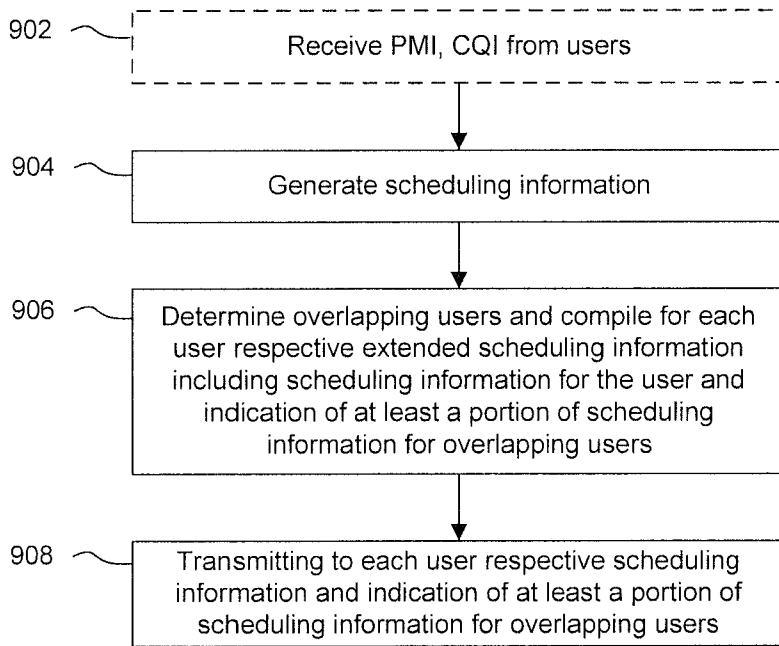 902
Receive PMI, CQI from users
904
Generate scheduling information
906
Determine overlapping users and compile for each
user respective extended scheduling information
including scheduling information for the user and
indication of at least a portion of scheduling
information for overlapping users
908
Transmitting to each user respective scheduling
information and indication of at least a portion of
scheduling information for overlapping users